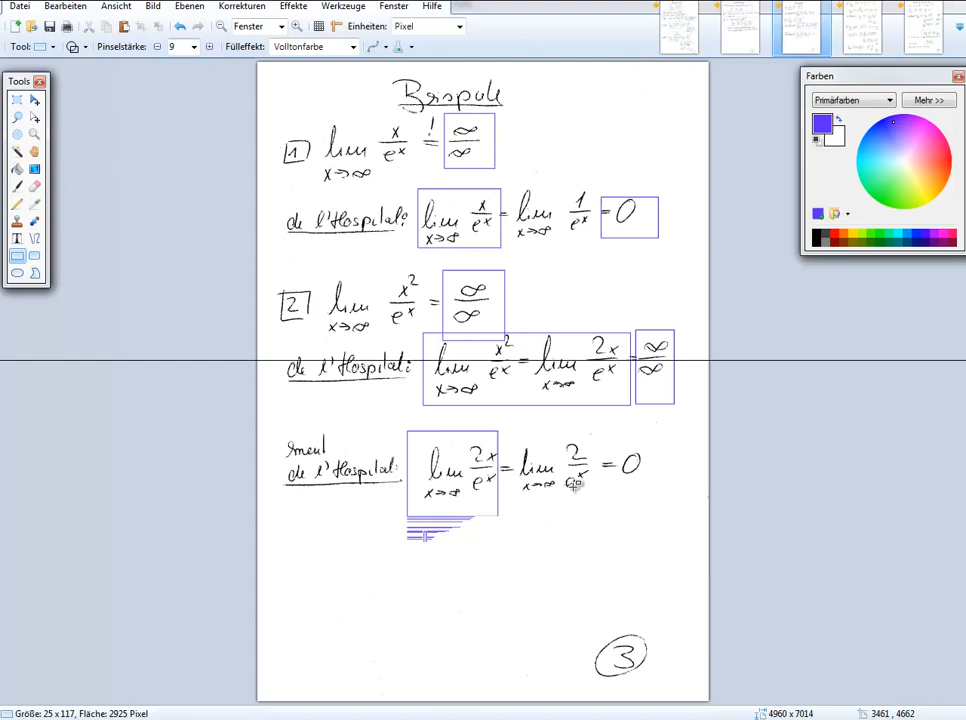 Datei Bearbeiten Ansicht Bild Ebenen Korrekturen Effekte Werkzeuge Fenster Hilfe
Fenster Einheiten: Pixel
Tool: Pinselstärke: 9 Fülleffekt: Volltonfarbe
Tools
Farben
Primärfarben Mehr >>
Beispiele
1 lim x→∞ x/e^x =! ∞/∞
de l'Hospital: lim x→∞ x/e^x = lim x→∞ 1/e^x = 0
2 lim x→∞ x²/e^x = ∞/∞
de l'Hospital: lim x→∞ x²/e^x = lim x→∞ 2x/e^x = ∞/∞
erneut
de l'Hospital: lim x→∞ 2x/e^x = lim x→∞ 2/e^x = 0
3
Größe: 25 x 117, Fläche: 2925 Pixel 4960 x 7014 3461 , 4662